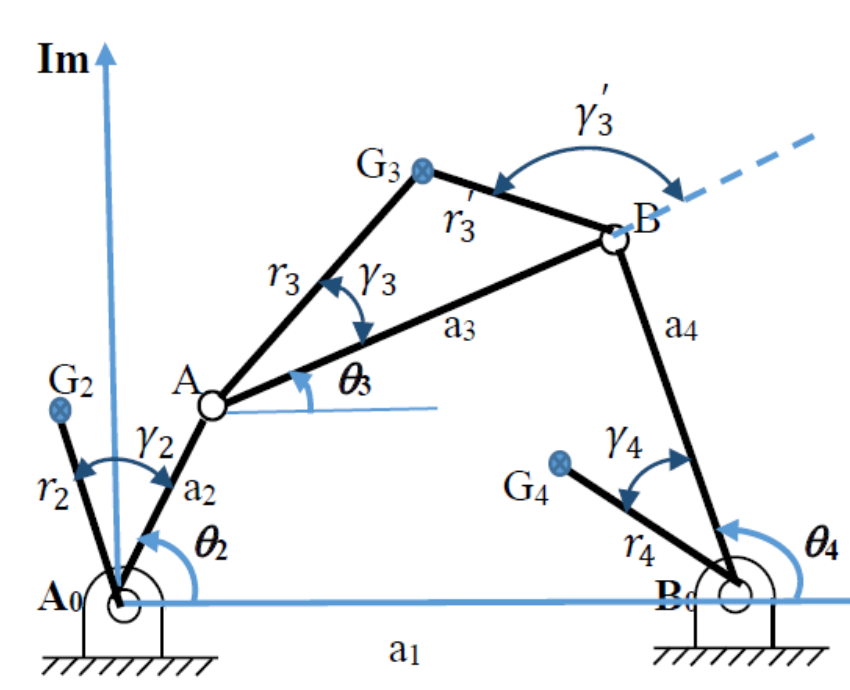 Im
γ₃′
G₃
r₃′
B
r₃
γ₃
a₃
a₄
θ₃
A
G₂
γ₂
a₂
r₂
θ₂
γ₄
G₄
r₄
θ₄
A₀
B₀
a₁